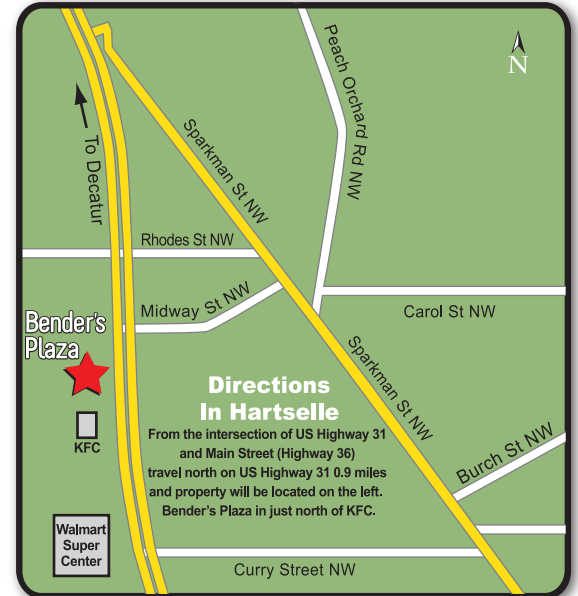 N
Peach Orchard Rd NW
Sparkman St NW
To Decatur
Rhodes St NW
Midway St NW
Carol St NW
Bender's
Plaza
Sparkman St NW
KFC
Directions
In Hartselle
From the intersection of US Highway 31
and Main Street (Highway 36)
travel north on US Highway 31 0.9 miles
and property will be located on the left.
Bender's Plaza in just north of KFC.
Burch St NW
Walmart
Super
Center
Curry Street NW